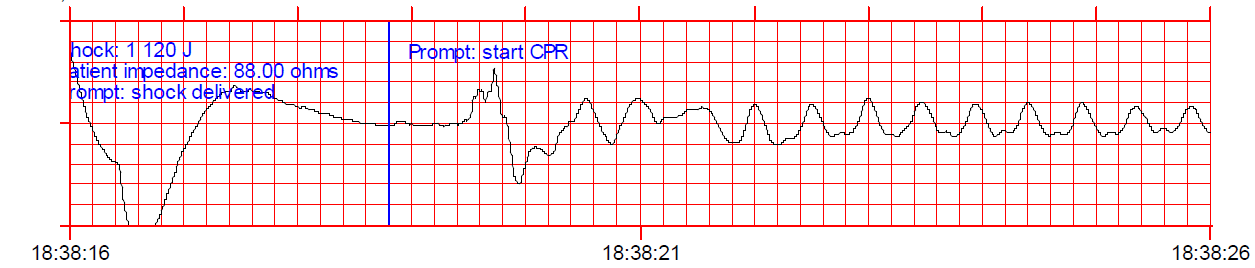 hock: 1 120 J
atient impedance: 88.00 ohms
rompt: shock delivered
Prompt: start CPR
18:38:16
18:38:21
18:38:26